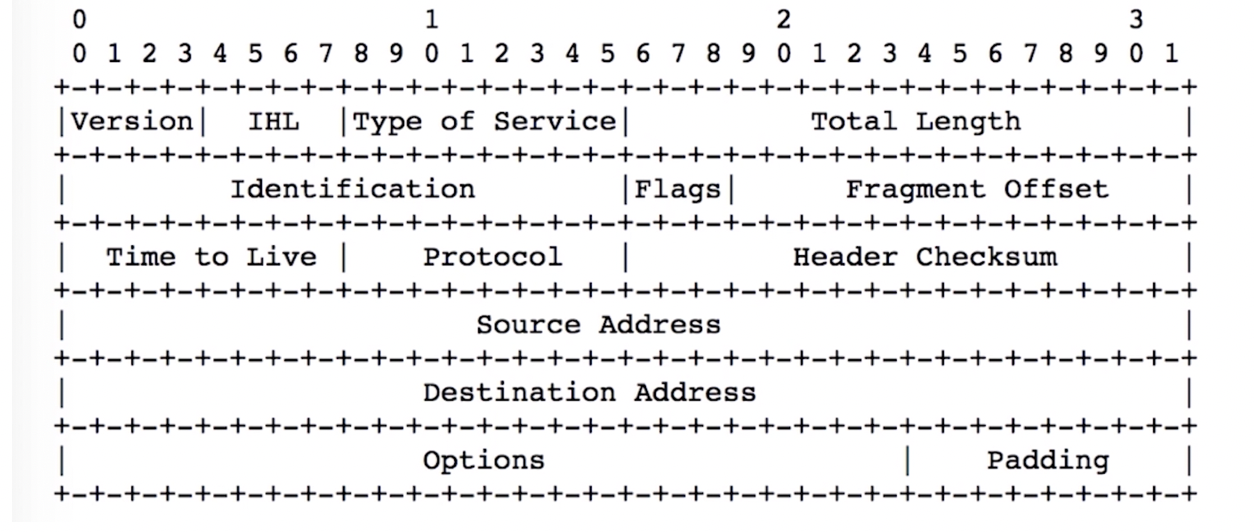 0                   1                   2                   3
0 1 2 3 4 5 6 7 8 9 0 1 2 3 4 5 6 7 8 9 0 1 2 3 4 5 6 7 8 9 0 1
+-+-+-+-+-+-+-+-+-+-+-+-+-+-+-+-+-+-+-+-+-+-+-+-+-+-+-+-+-+-+-+-+
|Version|  IHL  |Type of Service|          Total Length         |
+-+-+-+-+-+-+-+-+-+-+-+-+-+-+-+-+-+-+-+-+-+-+-+-+-+-+-+-+-+-+-+-+
|         Identification        |Flags|      Fragment Offset    |
+-+-+-+-+-+-+-+-+-+-+-+-+-+-+-+-+-+-+-+-+-+-+-+-+-+-+-+-+-+-+-+-+
|  Time to Live |    Protocol   |         Header Checksum       |
+-+-+-+-+-+-+-+-+-+-+-+-+-+-+-+-+-+-+-+-+-+-+-+-+-+-+-+-+-+-+-+-+
|                       Source Address                          |
+-+-+-+-+-+-+-+-+-+-+-+-+-+-+-+-+-+-+-+-+-+-+-+-+-+-+-+-+-+-+-+-+
|                    Destination Address                        |
+-+-+-+-+-+-+-+-+-+-+-+-+-+-+-+-+-+-+-+-+-+-+-+-+-+-+-+-+-+-+-+-+
|                    Options                    |    Padding    |
+-+-+-+-+-+-+-+-+-+-+-+-+-+-+-+-+-+-+-+-+-+-+-+-+-+-+-+-+-+-+-+-+